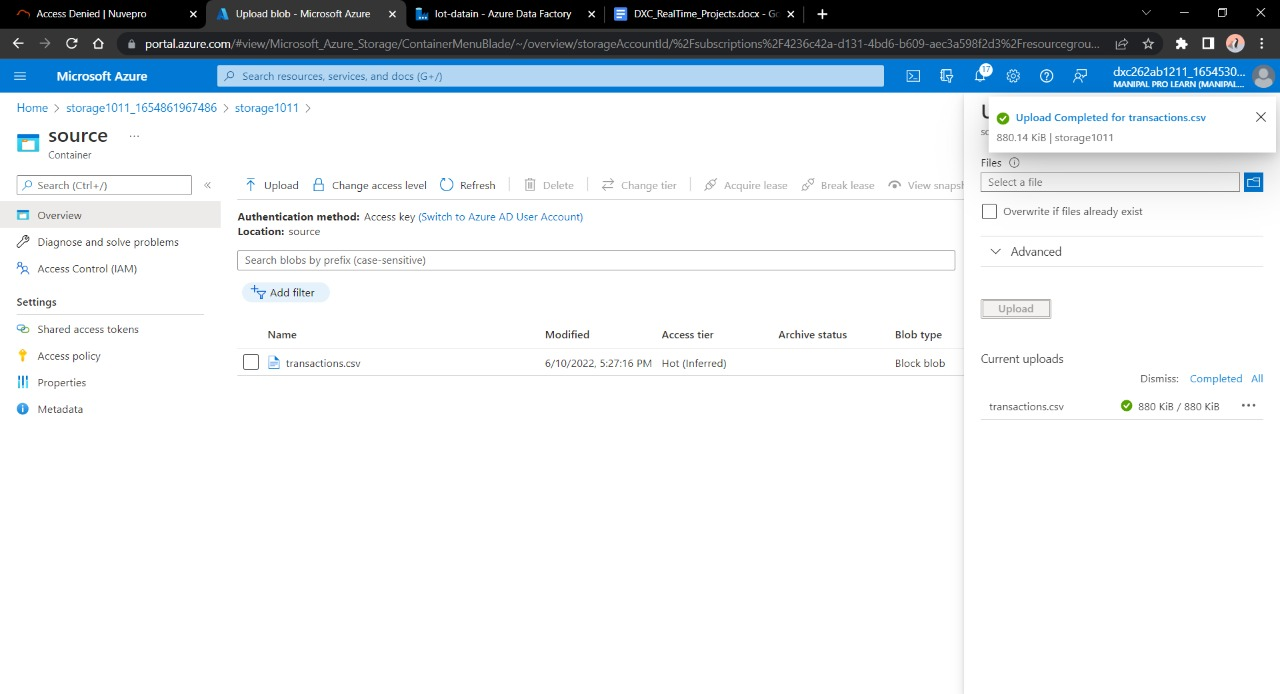 Access Denied | Nuvepro
Upload blob - Microsoft Azure
Iot-datain - Azure Data Factory
DXC_RealTime_Projects.docx - Go
portal.azure.com/#view/Microsoft_Azure_Storage/ContainerMenuBlade/~/overview/storageAccountId/%2Fsubscriptions%2F4236c42a-d131-4bd6-b609-aec3a598f2d3%2Fresourcegrou...
Microsoft Azure
Search resources, services, and docs (G+/)
17
dxc262ab1211_1654530...
MANIPAL PRO LEARN (MANIPAL...
Home > storage1011_1654861967486 > storage1011 >
source ...
Container
Upload Completed for transactions.csv
880.14 KiB | storage1011
Search (Ctrl+/)
«
Overview
Diagnose and solve problems
Access Control (IAM)
Settings
Shared access tokens
Access policy
Properties
Metadata
Upload
Change access level
Refresh
Delete
Change tier
Acquire lease
Break lease
View snapsh
Authentication method: Access key (Switch to Azure AD User Account)
Location: source
Search blobs by prefix (case-sensitive)
Add filter
Name Modified Access tier Archive status Blob type
transactions.csv 6/10/2022, 5:27:16 PM Hot (Inferred) Block blob
Files
Select a file
Overwrite if files already exist
Advanced
Upload
Current uploads
Dismiss: Completed All
transactions.csv 880 KiB / 880 KiB ...